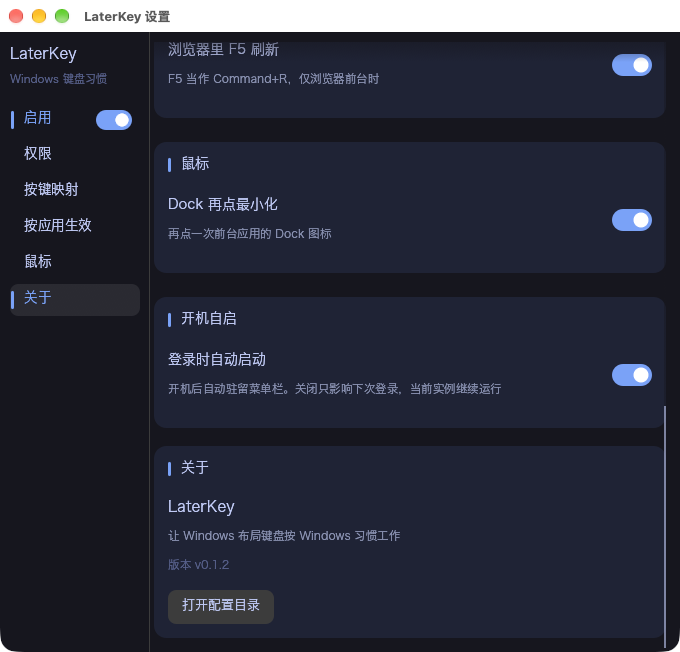 LaterKey 设置
LaterKey
Windows 键盘习惯
启用
权限
按键映射
按应用生效
鼠标
关于
浏览器里 F5 刷新
F5 当作 Command+R，仅浏览器前台时
鼠标
Dock 再点最小化
再点一次前台应用的 Dock 图标
开机自启
登录时自动启动
开机后自动驻留菜单栏。关闭只影响下次登录，当前实例继续运行
关于
LaterKey
让 Windows 布局键盘按 Windows 习惯工作
版本 v0.1.2
打开配置目录